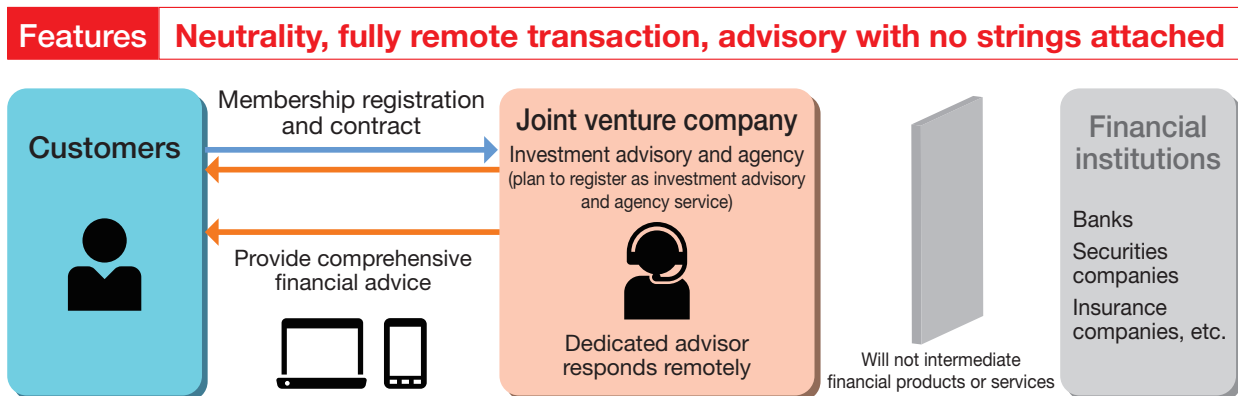 Features Neutrality, fully remote transaction, advisory with no strings attached
Customers
Membership registration
and contract
Provide comprehensive
financial advice
Joint venture company
Investment advisory and agency
(plan to register as investment advisory
and agency service)
Dedicated advisor
responds remotely
Will not intermediate
financial products or services
Financial
institutions
Banks
Securities
companies
Insurance
companies, etc.